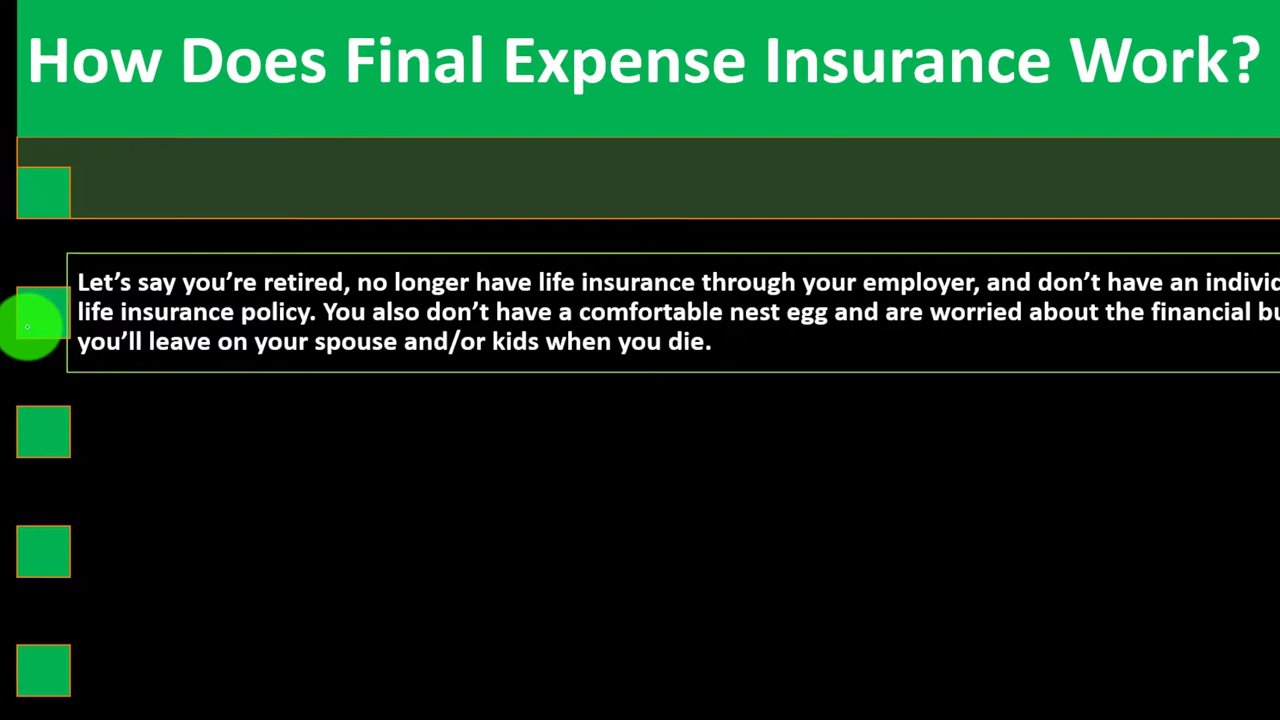 How Does Final Expense Insurance Work?
Let’s say you’re retired, no longer have life insurance through your employer, and don’t have an
life insurance policy. You also don’t have a comfortable nest egg and are worried about the financial
you’ll leave on your spouse and/or kids when you die.